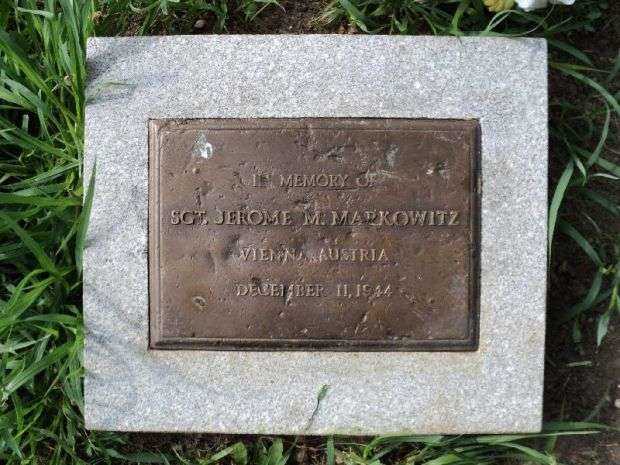 IN MEMORY OF
SGT. JEROME M. MARKOWITZ
VIENNA, AUSTRIA
DECEMBER 11, 1944